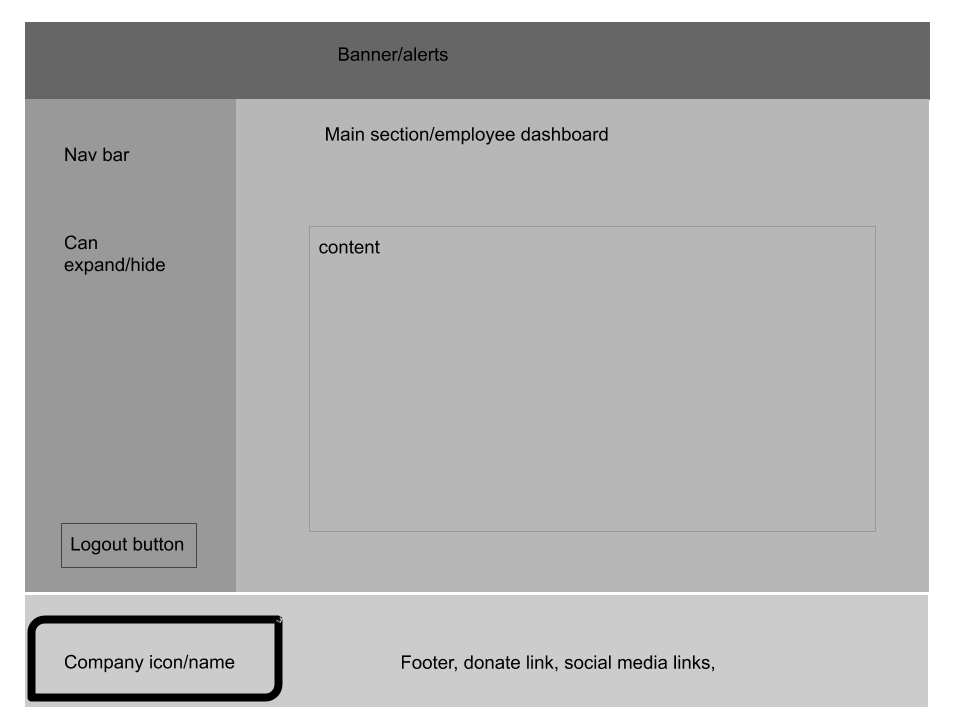 Banner/alerts
Main section/employee dashboard
Nav bar
Can
expand/hide
content
Logout button
Company icon/name
Footer, donate link, social media links,